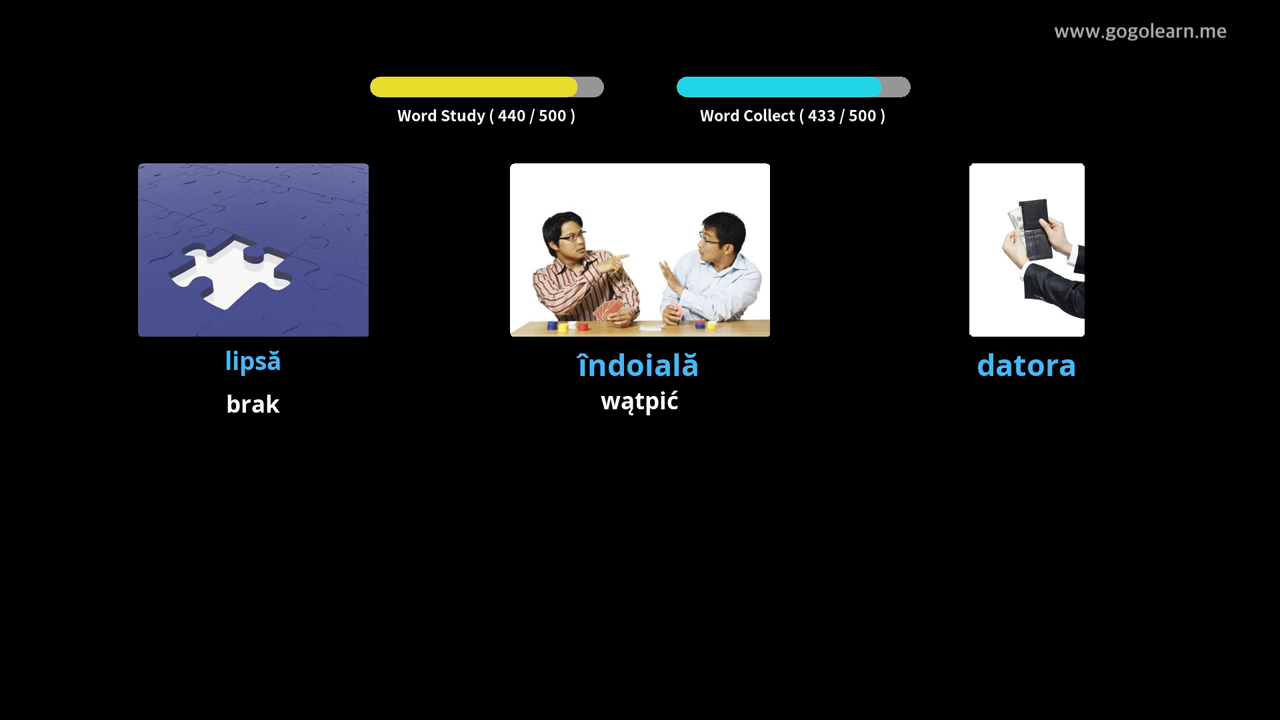 www.gogolearn.me
Word Study ( 440 / 500 )
Word Collect ( 433 / 500 )
lipsă
brak
îndoială
wątpić
datora